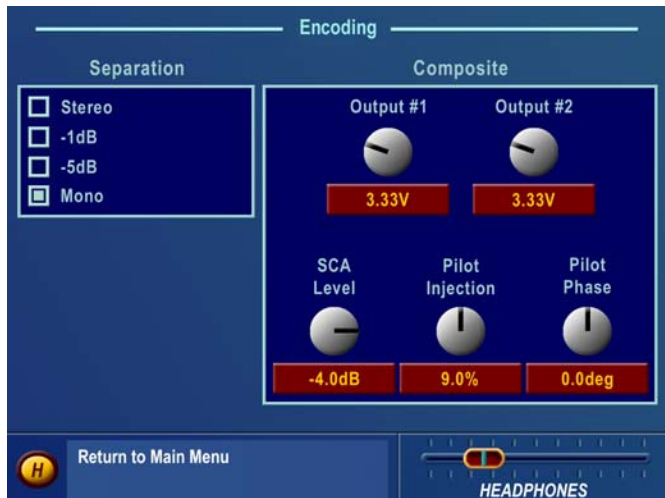 Encoding
Separation
Stereo
-1dB
-5dB
Mono
Composite
Output #1
3.33V
Output #2
3.33V
SCA
Level
-4.0dB
Pilot
Injection
9.0%
Pilot
Phase
0.0deg
H
Return to Main Menu
HEADPHONES